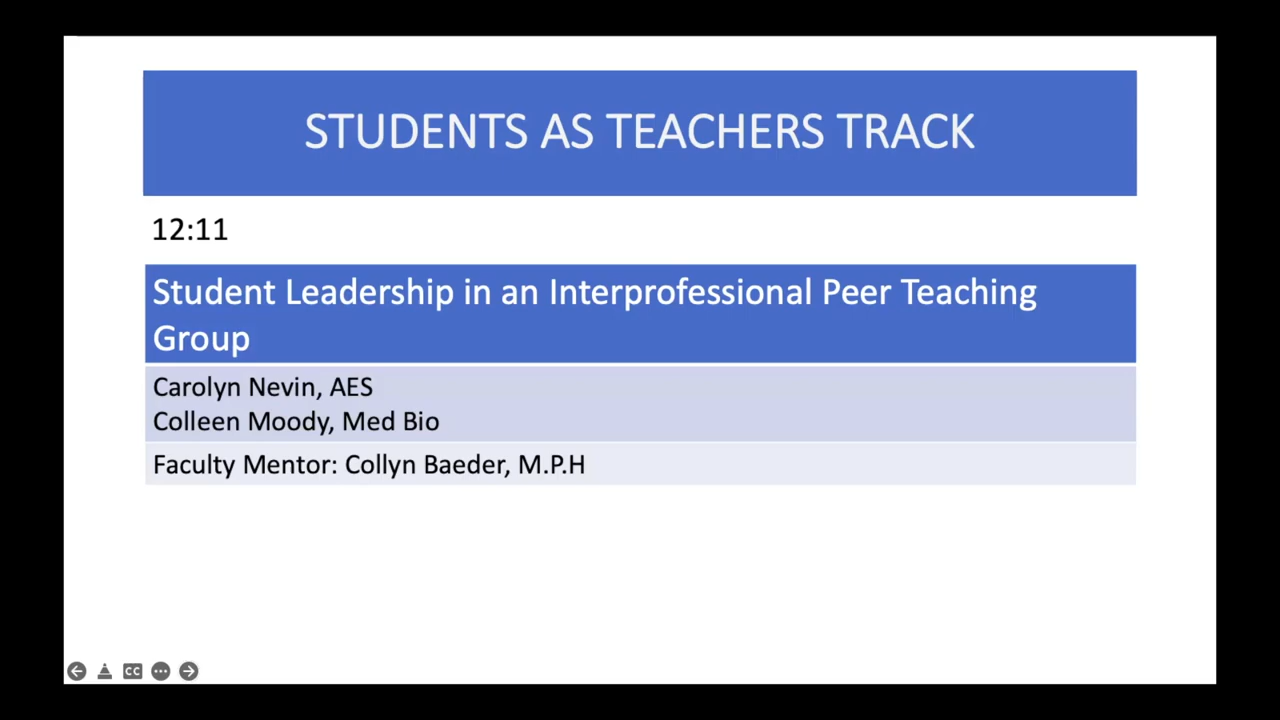 STUDENTS AS TEACHERS TRACK
12:11
Student Leadership in an Interprofessional Peer Teaching
Group
Carolyn Nevin, AES
Colleen Moody, Med Bio
Faculty Mentor: Collyn Baeder, M.P.H
CC